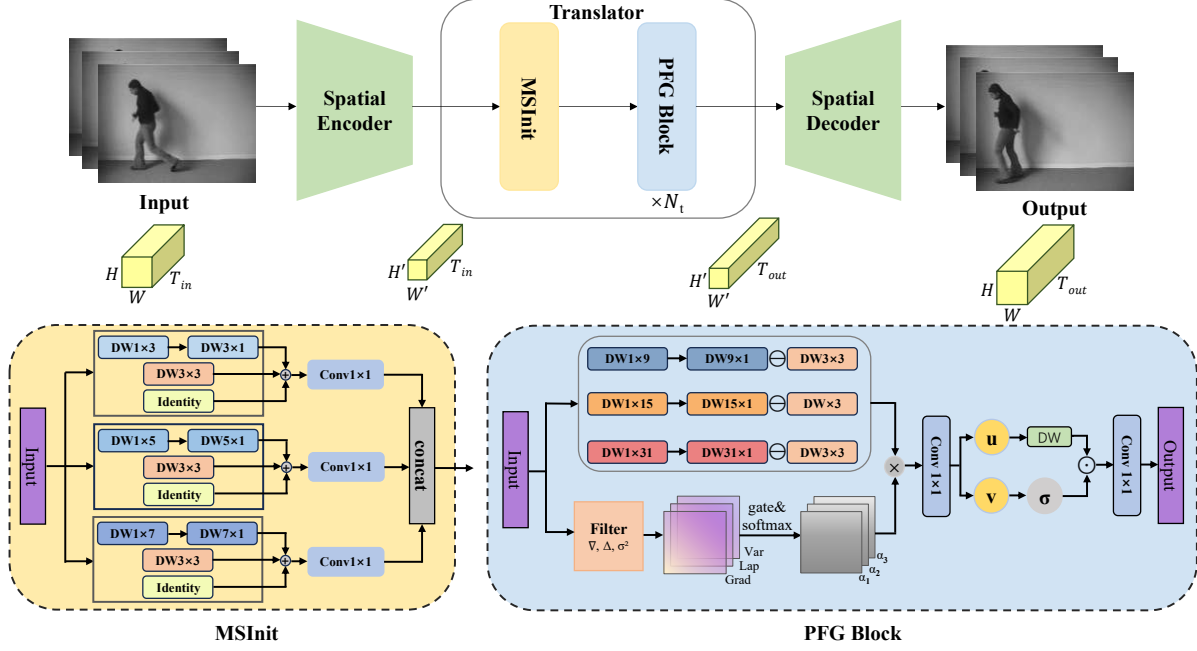 Translator
Spatial
Encoder
MSInit
PFG Block
Spatial
Decoder
×N_t
Input
Output
H
W
T_in
H′
W′
T_in
H′
W′
T_out
H
W
T_out
Input
DW1×3
DW3×1
DW3×3
Identity
Conv1×1
DW1×5
DW5×1
DW3×3
Identity
Conv1×1
DW1×7
DW7×1
DW3×3
Identity
Conv1×1
concat
MSInit
Input
DW1×9
DW9×1
DW3×3
DW1×15
DW15×1
DW×3
DW1×31
DW31×1
DW3×3
Filter
∇, Δ, σ²
Var
Lap
Grad
gate&
softmax
α₁
α₂
α₃
×
Conv 1×1
u
DW
v
σ
Conv 1×1
Output
PFG Block